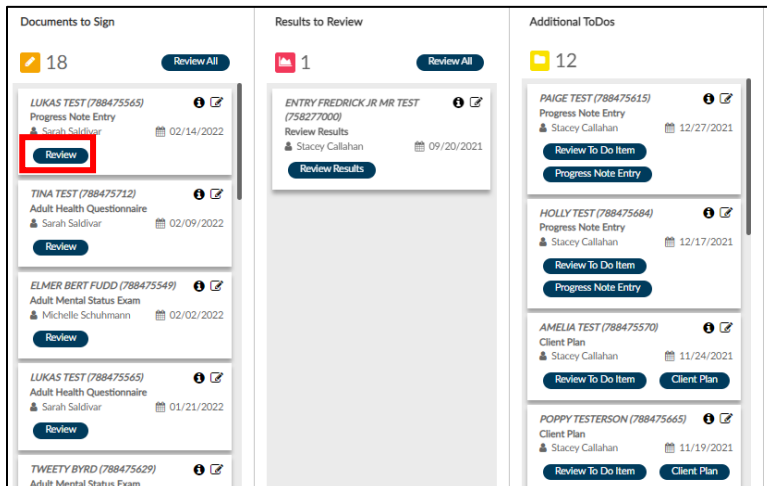 Documents to Sign
18
Review All
LUKAS TEST (788475565)
Progress Note Entry
Sarah Saldivar 02/14/2022
Review
TINA TEST (788475712)
Adult Health Questionnaire
Sarah Saldivar 02/09/2022
Review
ELMER BERT FUDD (788475549)
Adult Mental Status Exam
Michelle Schuhmann 02/02/2022
Review
LUKAS TEST (788475565)
Adult Health Questionnaire
Sarah Saldivar 01/21/2022
Review
TWEETY BYRD (788475629)
Adult Mental Status Exam
Results to Review
1
Review All
ENTRY FREDRICK JR MR TEST
(758277000)
Review Results
Stacey Callahan 09/20/2021
Review Results
Additional ToDos
12
PAIGE TEST (788475615)
Progress Note Entry
Stacey Callahan 12/27/2021
Review To Do Item
Progress Note Entry
HOLLY TEST (788475684)
Progress Note Entry
Stacey Callahan 12/17/2021
Review To Do Item
Progress Note Entry
AMELIA TEST (788475570)
Client Plan
Stacey Callahan 11/24/2021
Review To Do Item Client Plan
POPPY TESTERSON (788475665)
Client Plan
Stacey Callahan 11/19/2021
Review To Do Item Client Plan